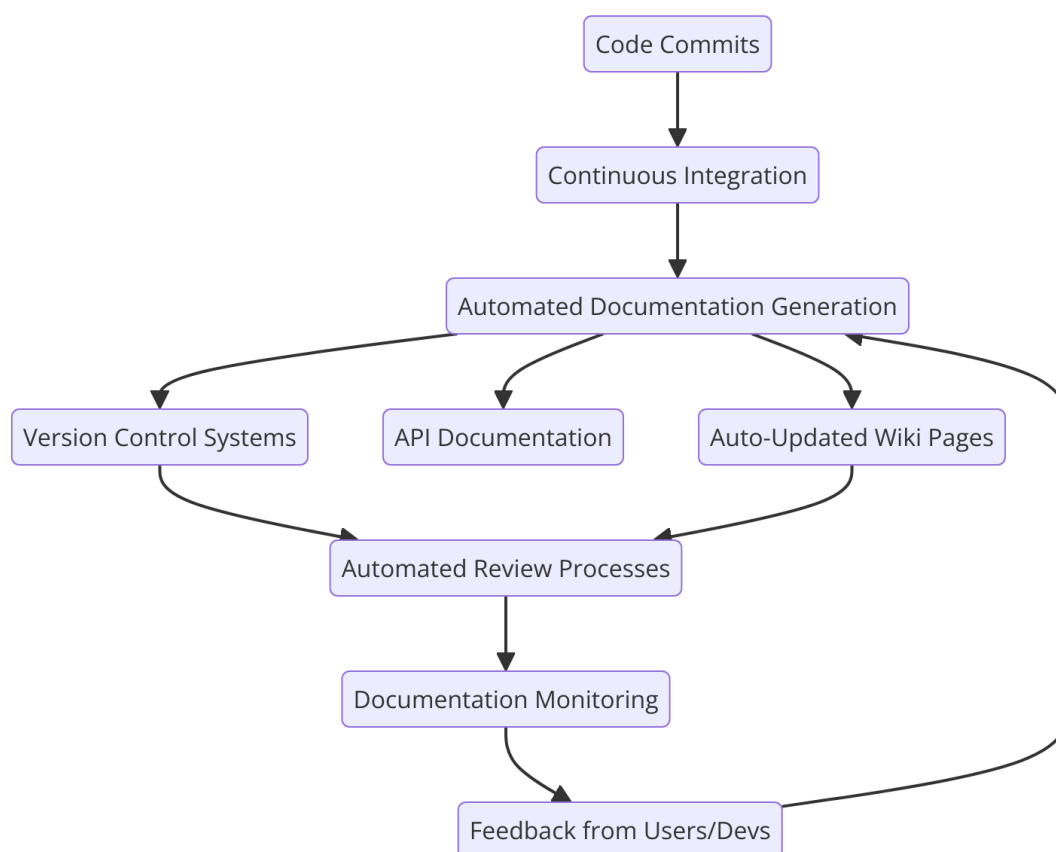 Code Commits
Continuous Integration
Automated Documentation Generation
Version Control Systems
API Documentation
Auto-Updated Wiki Pages
Automated Review Processes
Documentation Monitoring
Feedback from Users/Devs